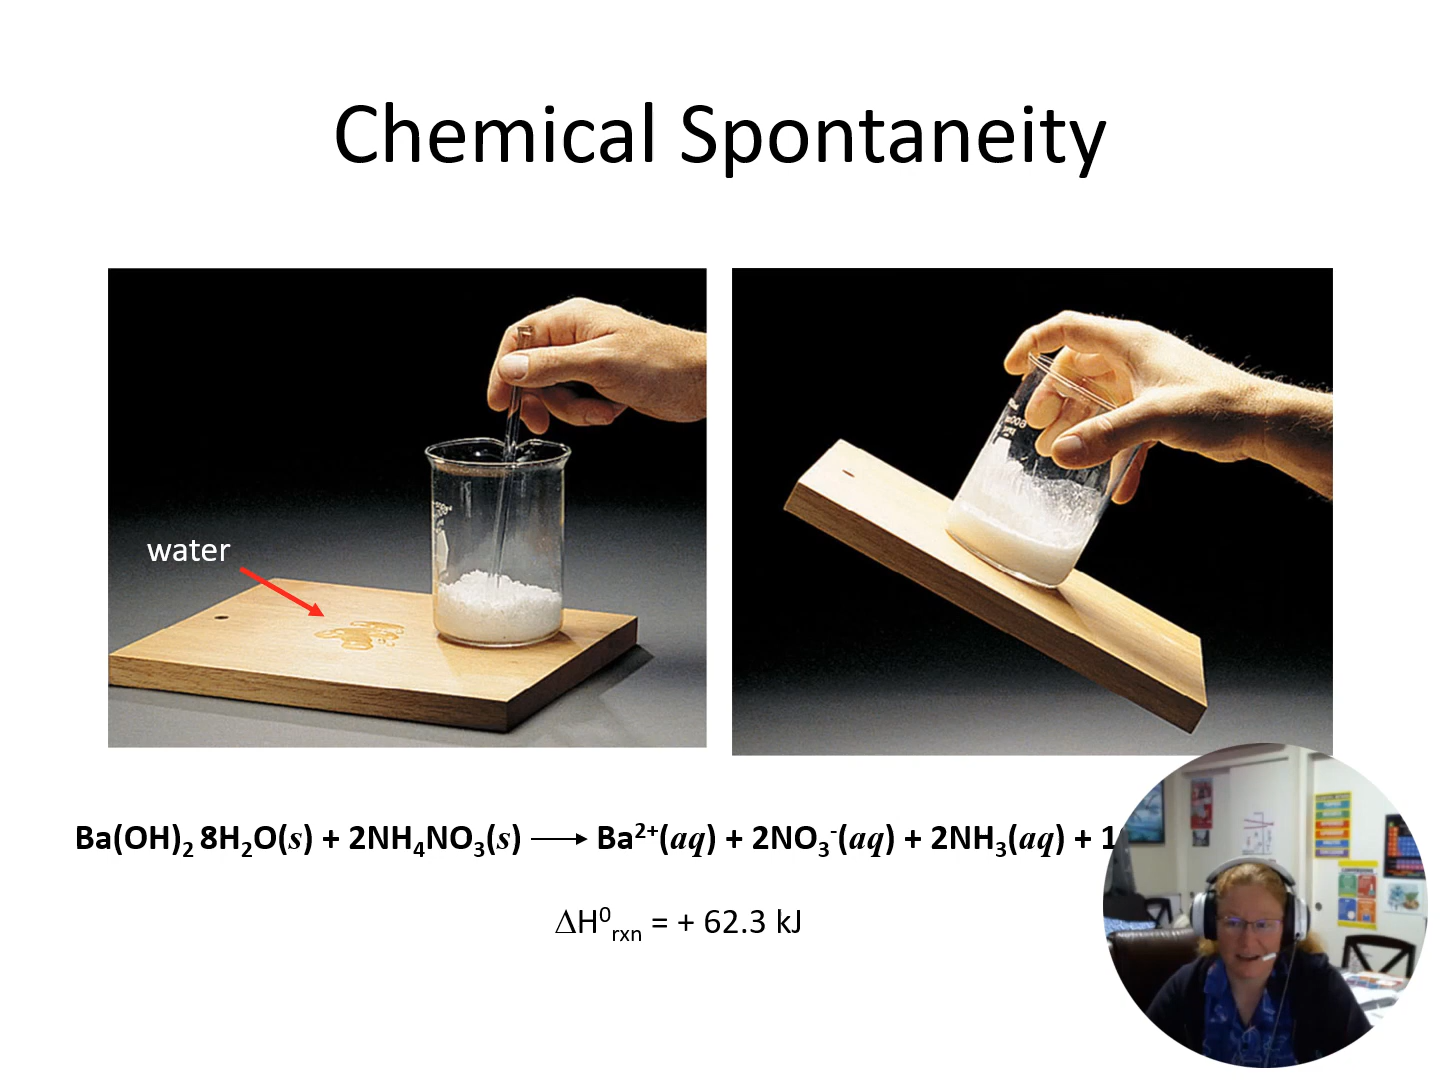 Chemical Spontaneity
water
Ba(OH)₂ 8H₂O(s) + 2NH₄NO₃(s) ⟶ Ba²⁺(aq) + 2NO₃⁻(aq) + 2NH₃(aq) + 1
ΔH⁰rxn = + 62.3 kJ